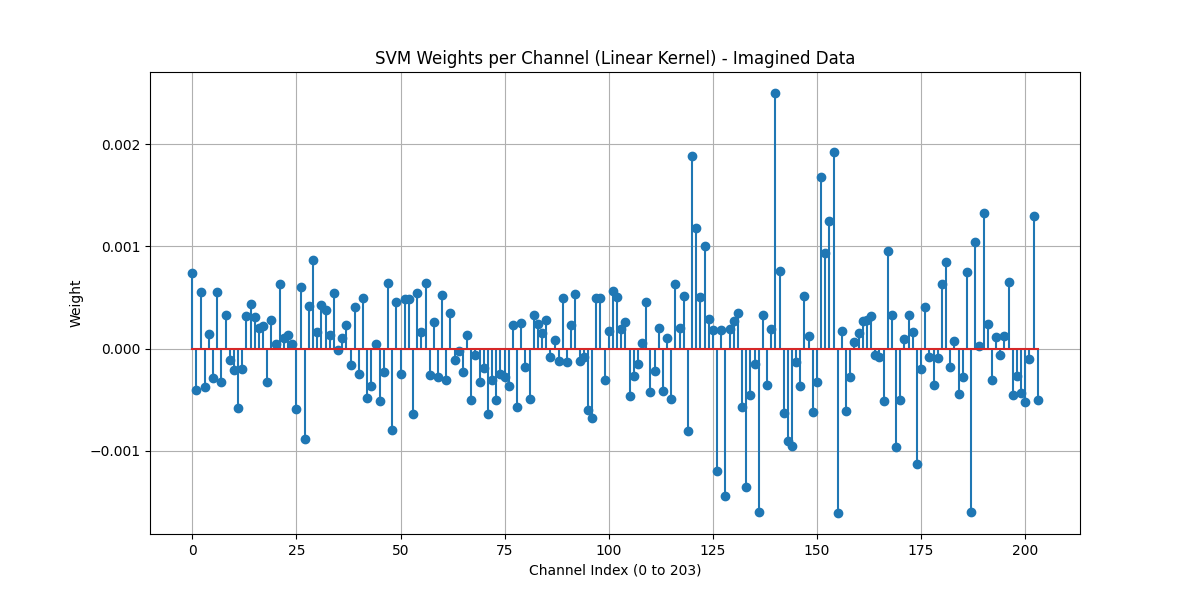 SVM Weights per Channel (Linear Kernel) - Imagined Data
Weight
0.002
0.001
0.000
−0.001
0 25 50 75 100 125 150 175 200
Channel Index (0 to 203)